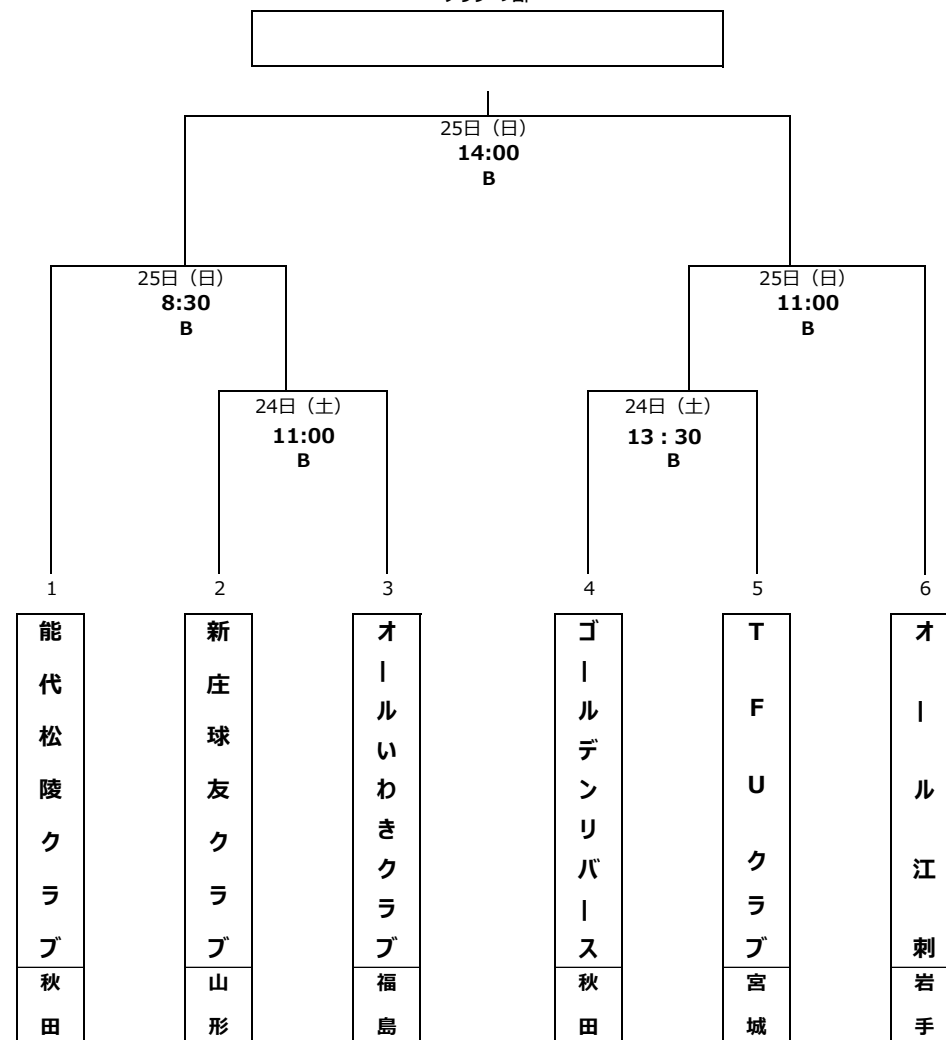 25日（日）
14:00
B
25日（日）
8:30
B
25日（日）
11:00
B
24日（土）
11:00
B
24日（土）
13：30
B
1
2
3
4
5
6
能代松陵クラブ
秋田
新庄球友クラブ
山形
オールいわきクラブ
福島
ゴールデンリバース
秋田
TFUクラブ
宮城
オール江刺
岩手